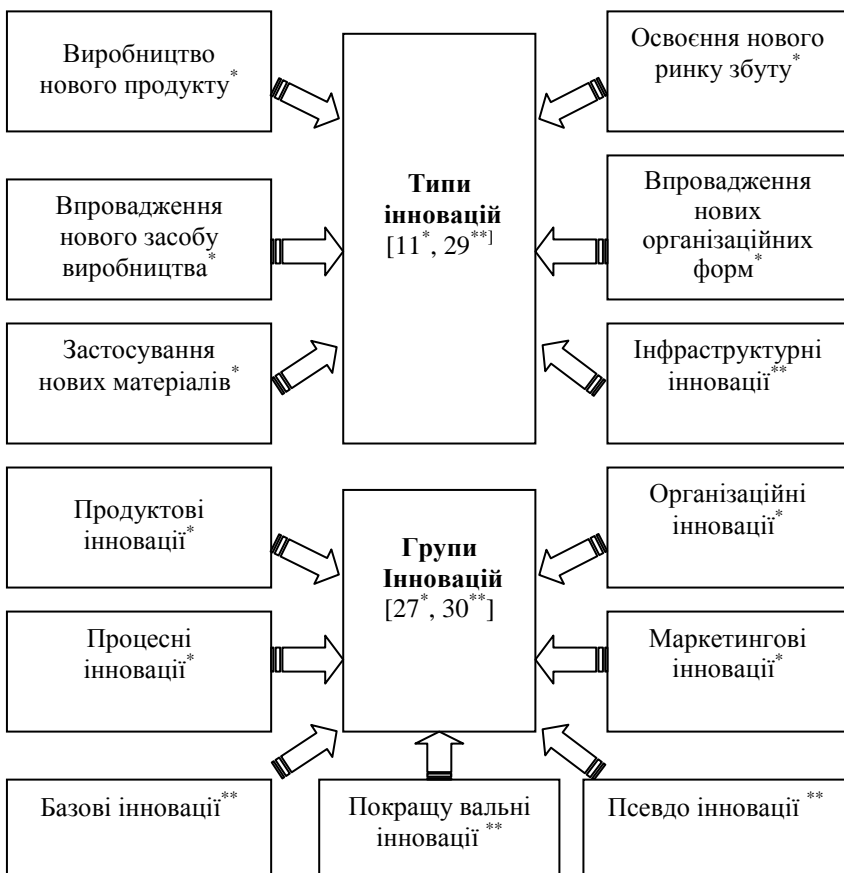 Виробництво
нового продукту*
Освоєння нового
ринку збуту*
Типи
інновацій
[11*, 29**]
Впровадження
нового засобу
виробництва*
Впровадження
нових
організаційних
форм*
Застосування
нових матеріалів*
Інфраструктурні
інновації**
Продуктові
інновації*
Організаційні
інновації*
Групи
Інновацій
[27*, 30**]
Процесні
інновації*
Маркетингові
інновації*
Базові інновації**
Покращу вальні
інновації **
Псевдо інновації **